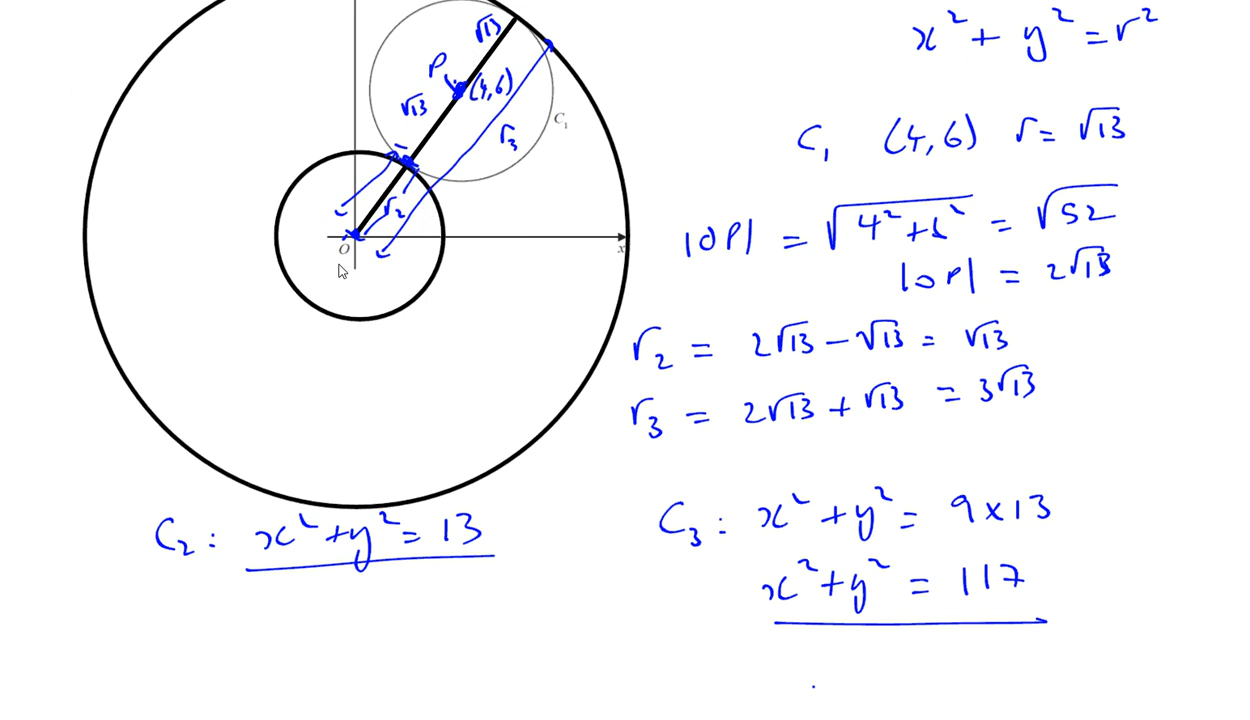 x² + y² = r²
√13
P
(4,6)
√13
C₁
r₃
C₁ (4,6) r = √13
r₂
|OP| = √4²+6² = √52
O
x
|OP| = 2√13
r₂ = 2√13 − √13 = √13
r₃ = 2√13 + √13 = 3√13
C₂ : x² + y² = 13
C₃ : x² + y² = 9 × 13
x² + y² = 117